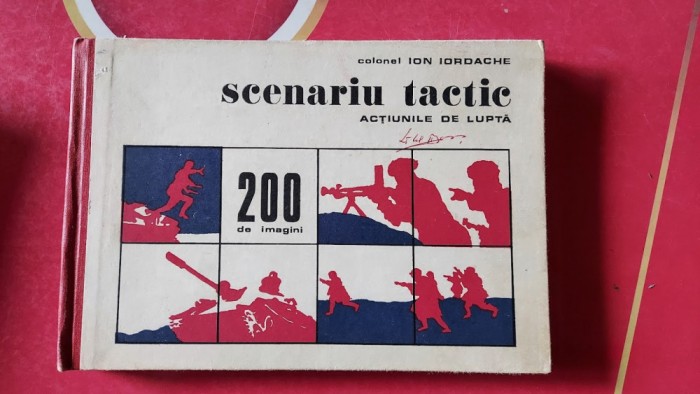 colonel ION IORDACHE
scenariu tactic
ACȚIUNILE DE LUPTĂ
200
de imagini